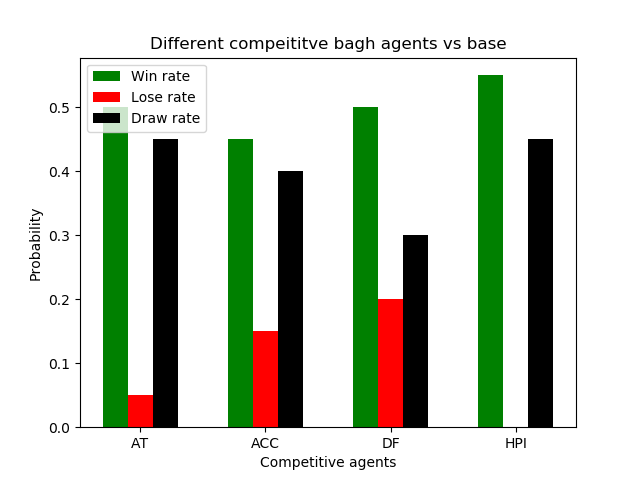 Different compeititve bagh agents vs base
Win rate
Lose rate
Draw rate
0.5
0.4
0.3
0.2
0.1
0.0
Probability
AT ACC DF HPI
Competitive agents